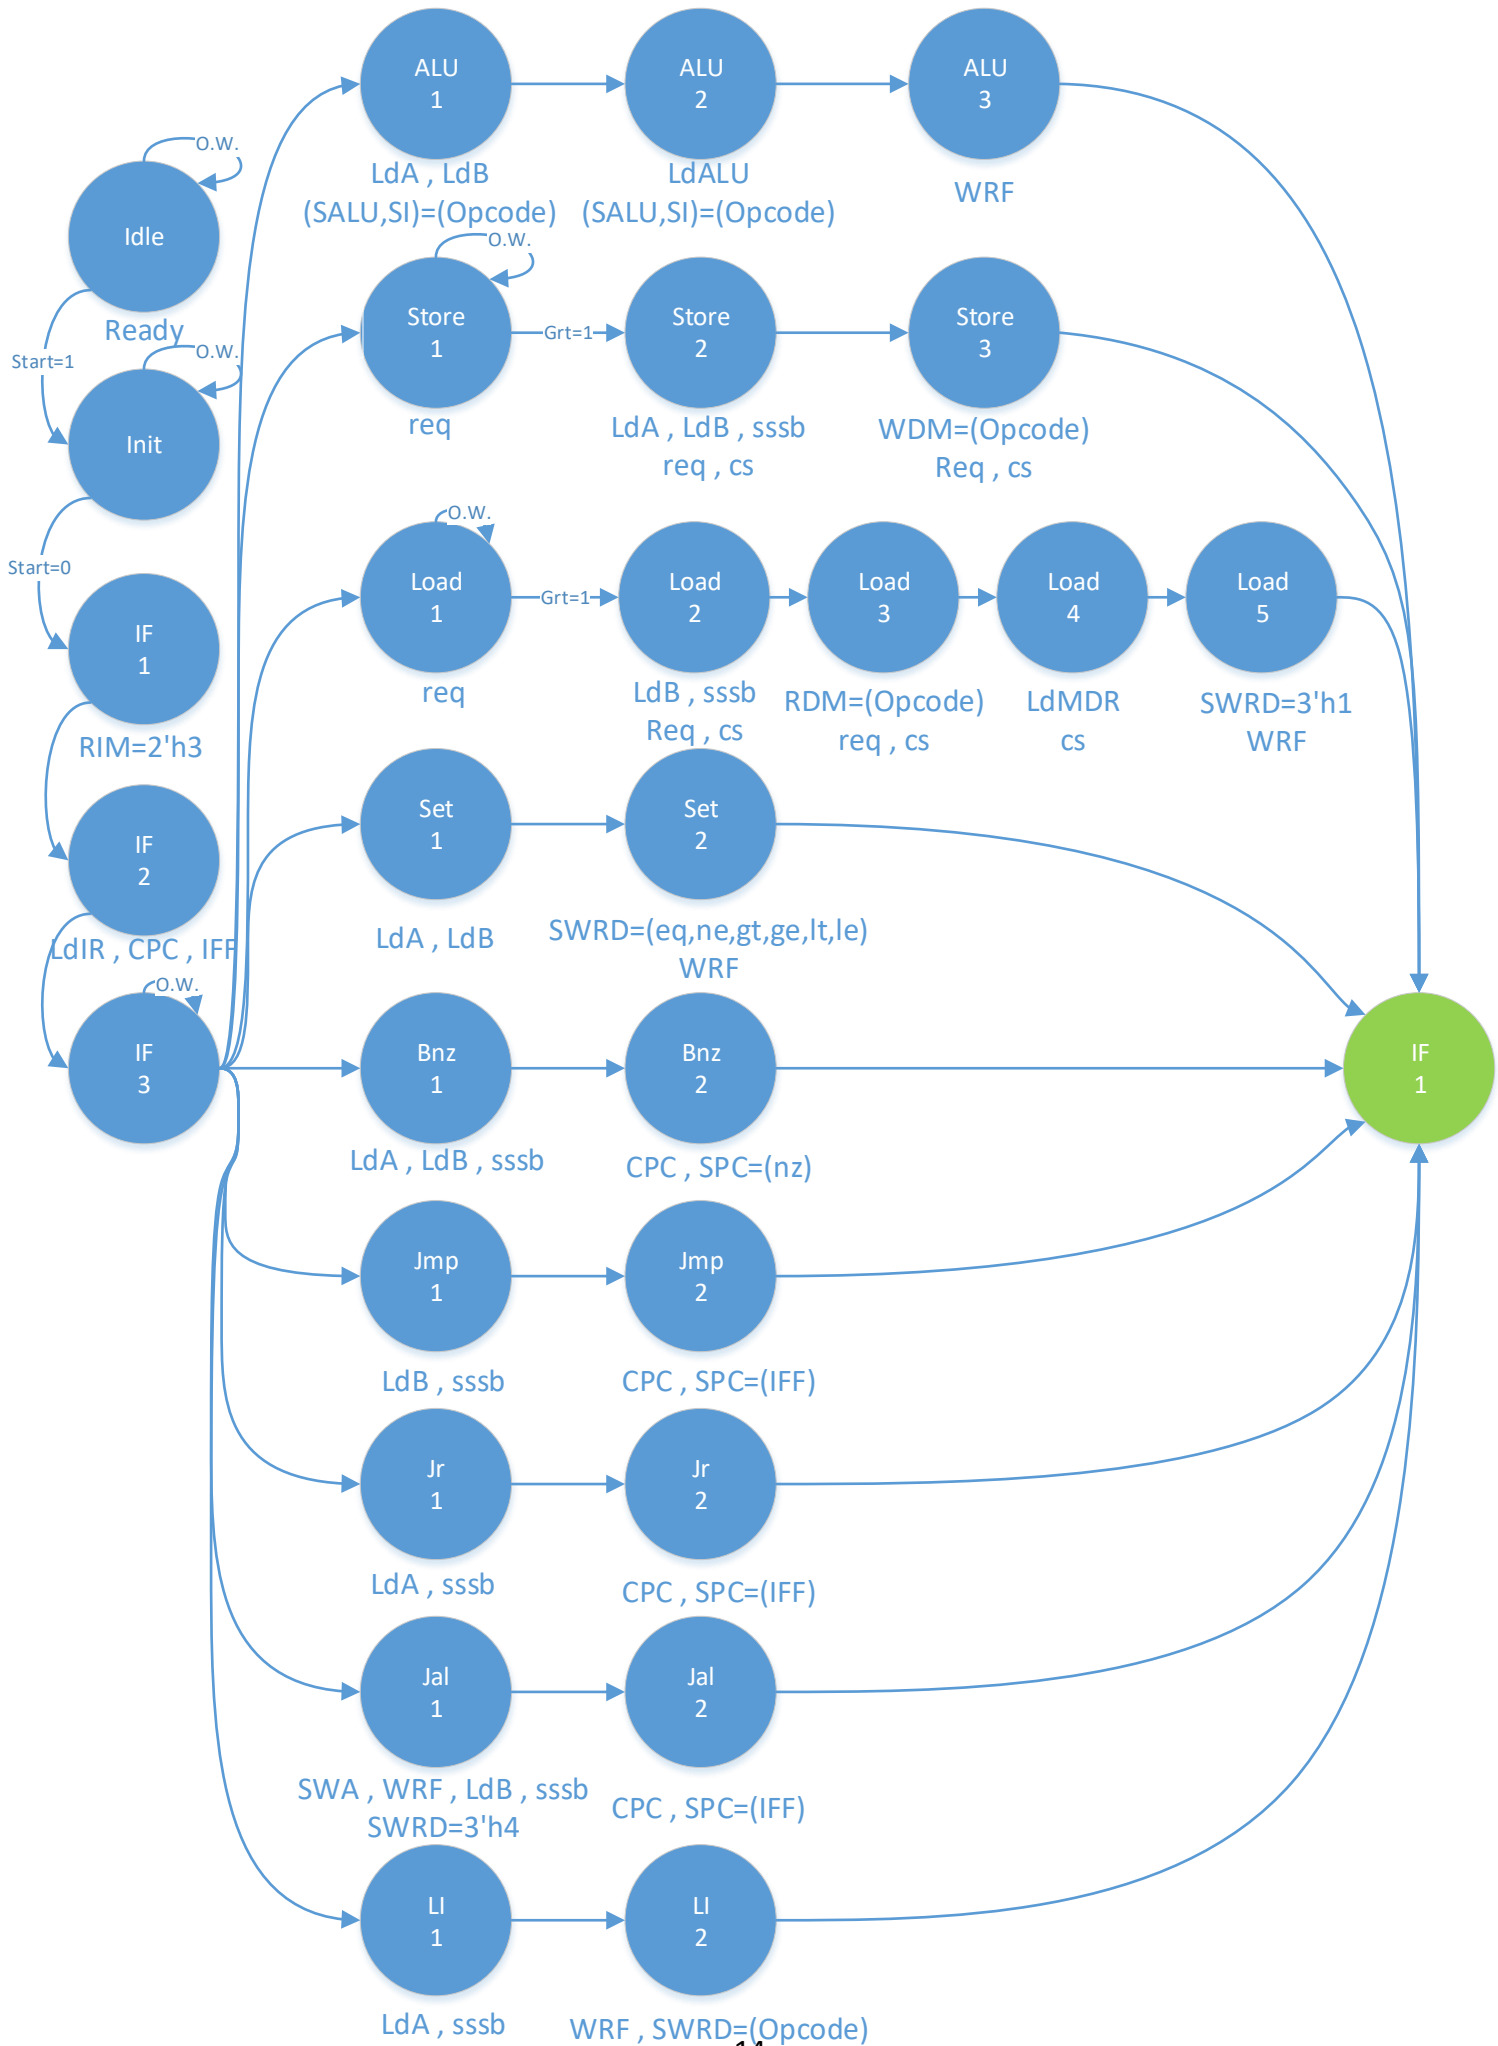 ALU
1
ALU
2
ALU
3
LdA , LdB
(SALU,SI)=(Opcode)
LdALU
(SALU,SI)=(Opcode)
WRF
O.W.
Idle
Ready
Start=1
O.W.
Init
Start=0
IF
1
RIM=2'h3
IF
2
LdIR , CPC , IFF
O.W.
IF
3
O.W.
Store
1
Grt=1
Store
2
Store
3
req
LdA , LdB , sssb
req , cs
WDM=(Opcode)
Req , cs
O.W.
Load
1
Grt=1
Load
2
Load
3
Load
4
Load
5
req
LdB , sssb
Req , cs
RDM=(Opcode)
req , cs
LdMDR
cs
SWRD=3'h1
WRF
Set
1
Set
2
LdA , LdB
SWRD=(eq,ne,gt,ge,lt,le)
WRF
Bnz
1
Bnz
2
IF
1
LdA , LdB , sssb
CPC , SPC=(nz)
Jmp
1
Jmp
2
LdB , sssb
CPC , SPC=(IFF)
Jr
1
Jr
2
LdA , sssb
CPC , SPC=(IFF)
Jal
1
Jal
2
SWA , WRF , LdB , sssb
SWRD=3'h4
CPC , SPC=(IFF)
LI
1
LI
2
LdA , sssb
WRF , SWRD=(Opcode)
14